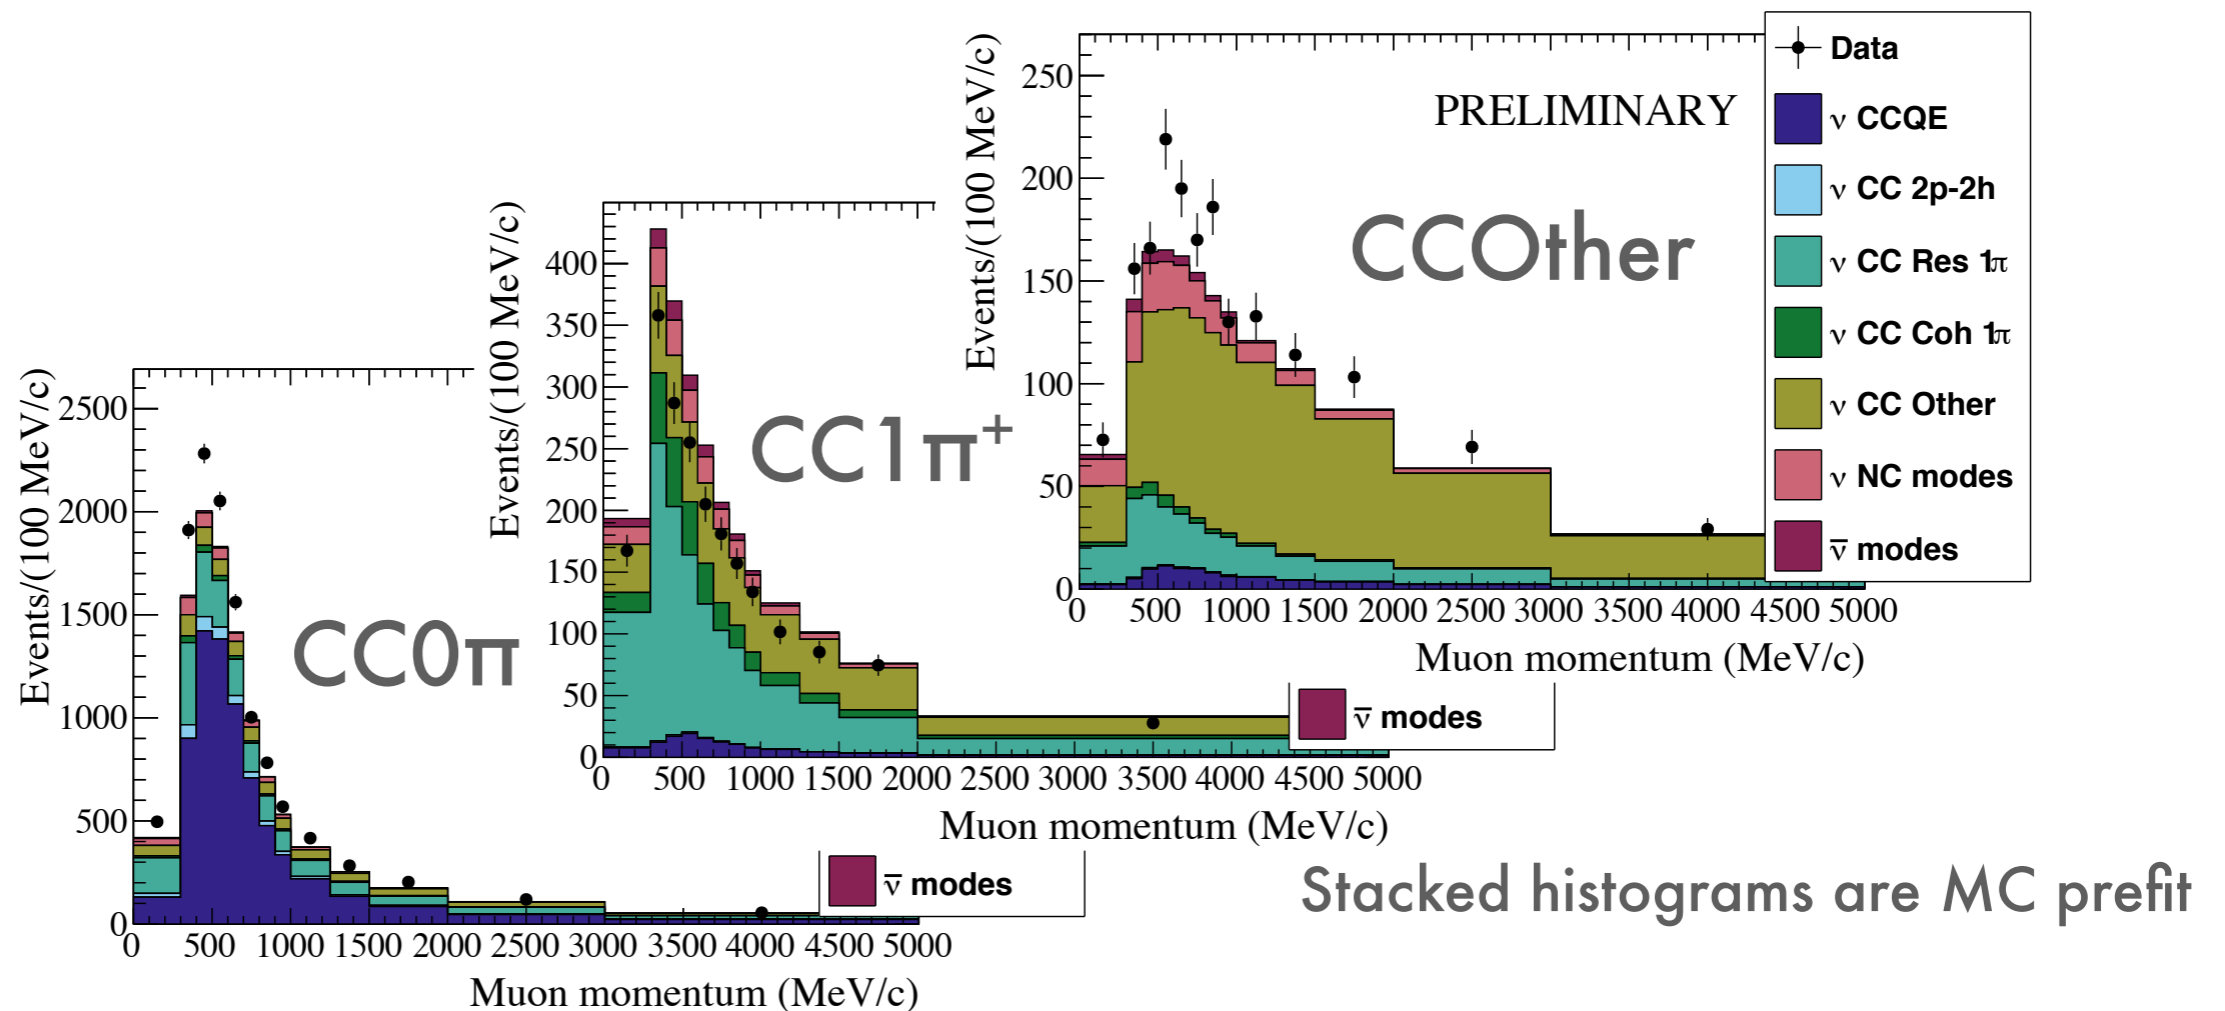 Events/(100 MeV/c)
2500
2000
1500
1000
500
0
CC0π
0 500 1000 1500 2000 2500 3000 3500 4000 4500 5000
Muon momentum (MeV/c)
ν̅ modes
Events/(100 MeV/c)
400
350
300
250
200
150
100
50
0
CC1π⁺
0 500 1000 1500 2000 2500 3000 3500 4000 4500 5000
Muon momentum (MeV/c)
ν̅ modes
Events/(100 MeV/c)
250
200
150
100
50
0
PRELIMINARY
CCOther
0 500 1000 1500 2000 2500 3000 3500 4000 4500 5000
Muon momentum (MeV/c)
Data
ν CCQE
ν CC 2p-2h
ν CC Res 1π
ν CC Coh 1π
ν CC Other
ν NC modes
ν̅ modes
Stacked histograms are MC prefit